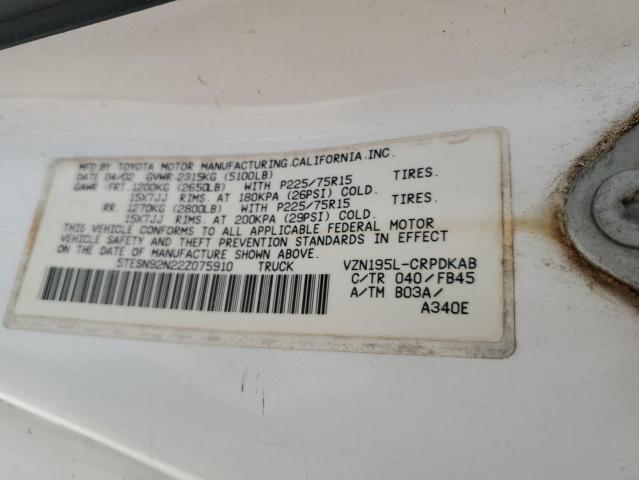 MFD BY TOYOTA MOTOR MANUFACTURING,CALIFORNIA,INC.
DATE 04/02 GVWR 2315KG (5100LB)
GAWR FRT 1200KG (2650LB) WITH P225/75R15 TIRES.
15X7JJ RIMS. AT 180KPA (26PSI) COLD.
RR. 1270KG (2800LB) WITH P225/75R15 TIRES.
15X7JJ RIMS. AT 200KPA (29PSI) COLD.
THIS VEHICLE CONFORMS TO ALL APPLICABLE FEDERAL MOTOR
VEHICLE SAFETY AND THEFT PREVENTION STANDARDS IN EFFECT
ON THE DATE OF MANUFACTURE SHOWN ABOVE.
5TESN92N22Z075910 TRUCK VZN195L-CRPDKAB
C/TR 040/FB45
A/TM B03A/
A340E